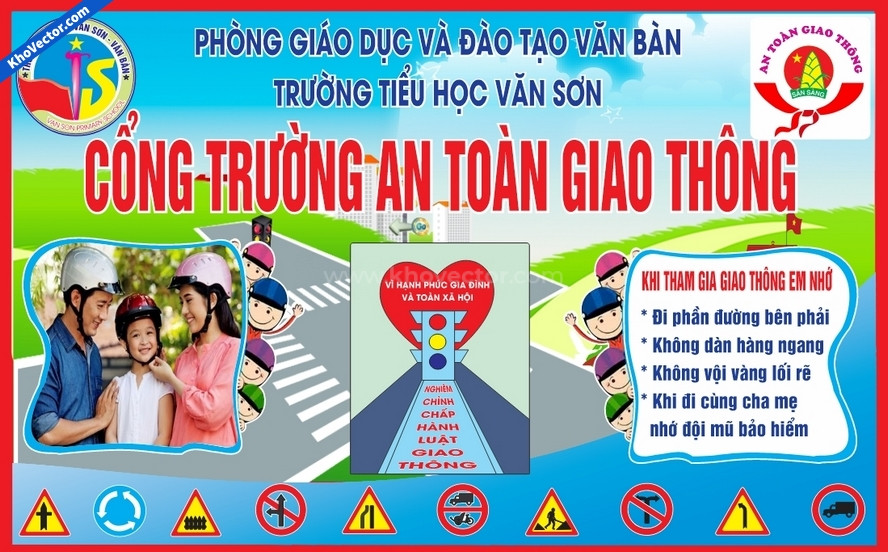 KhoVector.com
VĂN SƠN - VĂN BÀN
VAN SON PRIMARY SCHOOL
PHÒNG GIÁO DỤC VÀ ĐÀO TẠO VĂN BÀN
TRƯỜNG TIỂU HỌC VĂN SƠN
AN TOÀN GIAO THÔNG
SẴN SÀNG
CỔNG TRƯỜNG AN TOÀN GIAO THÔNG
www.khoVector.com
VÌ HẠNH PHÚC GIA ĐÌNH
VÀ TOÀN XÃ HỘI
NGHIÊM
CHỈNH
CHẤP
HÀNH
LUẬT
GIAO
THÔNG
KHI THAM GIA GIAO THÔNG EM NHỚ
* Đi phần đường bên phải
* Không dàn hàng ngang
* Không vội vàng lối rẽ
* Khi đi cùng cha mẹ
nhớ đội mũ bảo hiểm